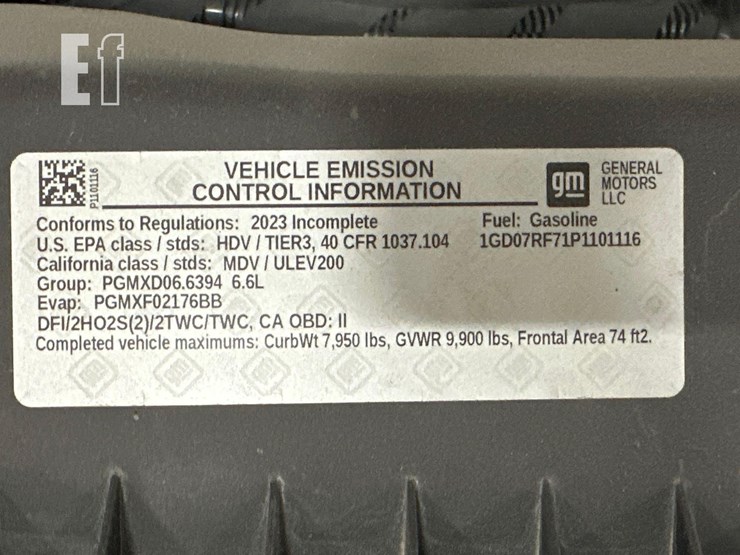 Ef
P1101116
VEHICLE EMISSION
CONTROL INFORMATION
gm
GENERAL
MOTORS
LLC
Conforms to Regulations: 2023 Incomplete
Fuel: Gasoline
U.S. EPA class / stds: HDV / TIER3, 40 CFR 1037.104
1GD07RF71P1101116
California class / stds: MDV / ULEV200
Group: PGMXD06.6394 6.6L
Evap: PGMXF02176BB
DFI/2HO2S(2)/2TWC/TWC, CA OBD: II
Completed vehicle maximums: CurbWt 7,950 lbs, GVWR 9,900 lbs, Frontal Area 74 ft2.